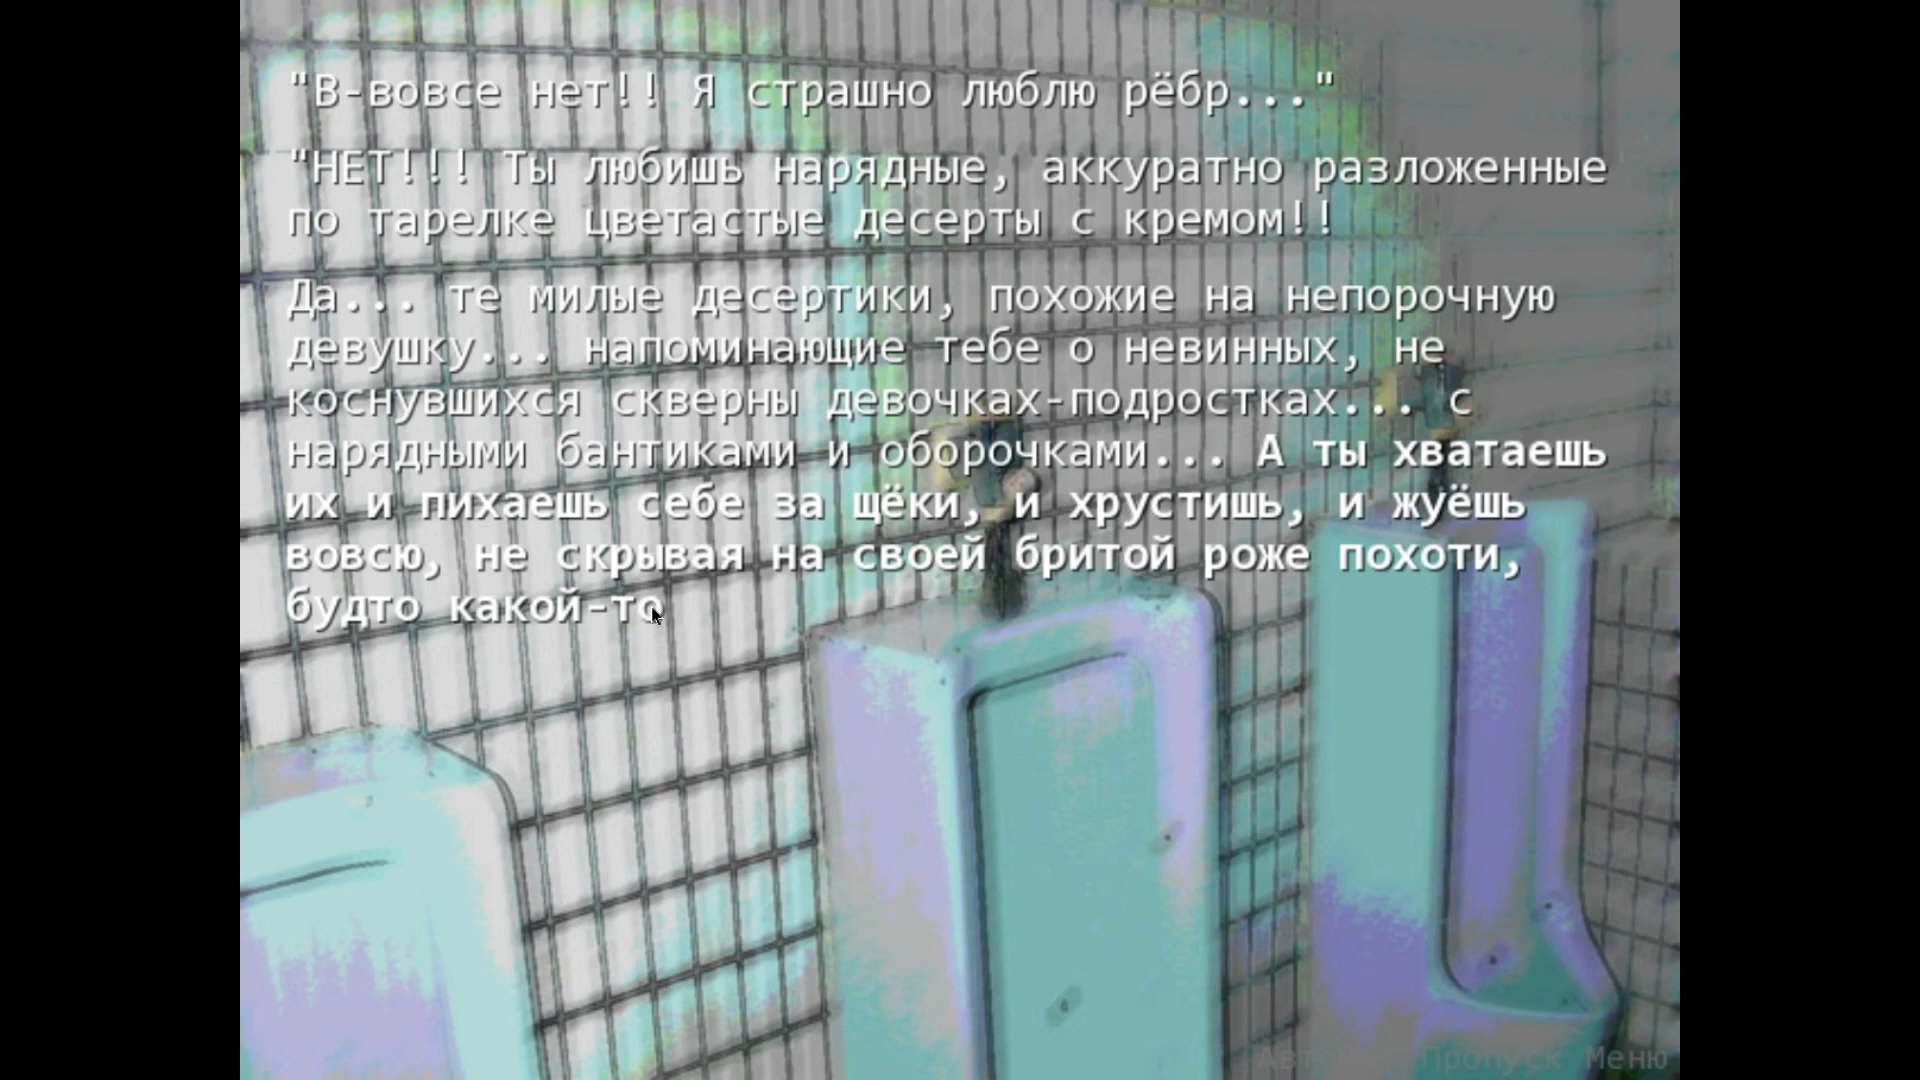 "В-вовсе нет!! Я страшно люблю рёбр..."
"НЕТ!!! Ты любишь нарядные, аккуратно разложенные
по тарелке цветастые десерты с кремом!!
Да... те милые десертики, похожие на непорочную
девушку... напоминающие тебе о невинных, не
коснувшихся скверны девочках-подростках... с
нарядными бантиками и оборочками... А ты хватаешь
их и пихаешь себе за щёки, и хрустишь, и жуёшь
вовсю, не скрывая на своей бритой роже похоти,
будто какой-то
Пропуск Меню